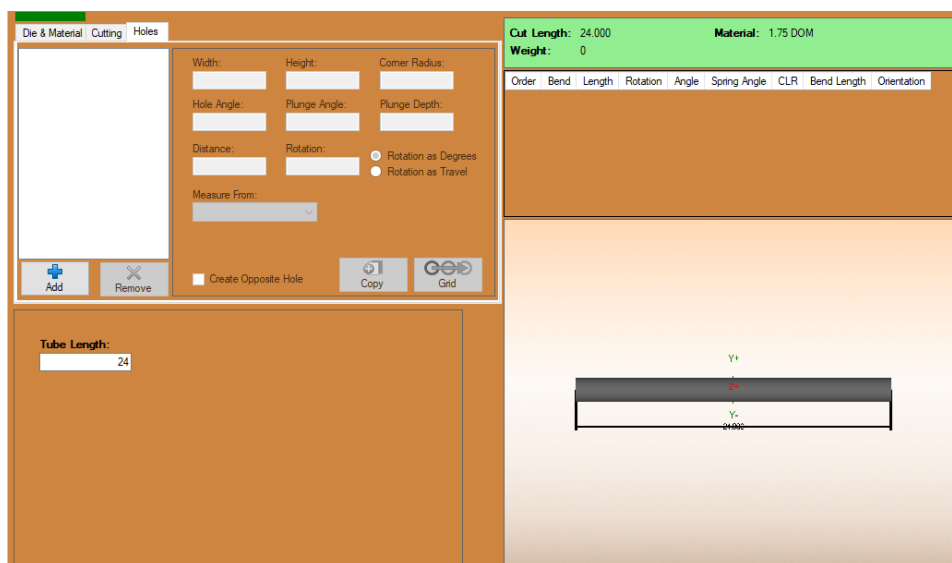 Die & Material Cutting Holes
Width: Height: Corner Radius:
Hole Angle: Plunge Angle: Plunge Depth:
Distance: Rotation:
Rotation as Degrees
Rotation as Travel
Measure From:
Create Opposite Hole
Add Remove Copy Grid
Tube Length:
24
Cut Length: 24.000 Material: 1.75 DOM
Weight: 0
Order Bend Length Rotation Angle Spring Angle CLR Bend Length Orientation
Y+
Z+
Y-